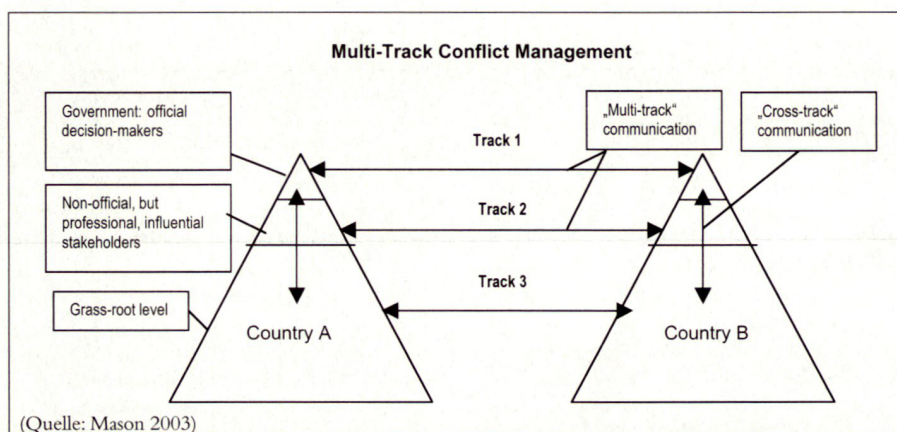 Multi-Track Conflict Management
Government: official
decision-makers
„Multi-track“
communication
„Cross-track“
communication
Track 1
Non-official, but
professional, influential
stakeholders
Track 2
Track 3
Grass-root level
Country A
Country B
(Quelle: Mason 2003)